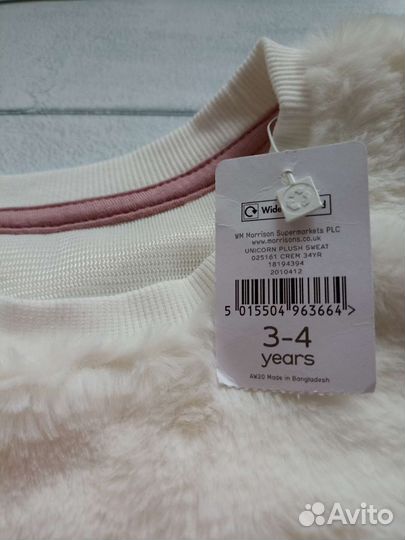 Wide d
WM Morrison Supermarkets PLC
www.morrisons.co.uk
UNICORN PLUSH SWEAT
025161 CREM 34YR
18194394
2010412
5 015504 963664 >
3-4
years
AW20 Made in Bangladesh
Avito